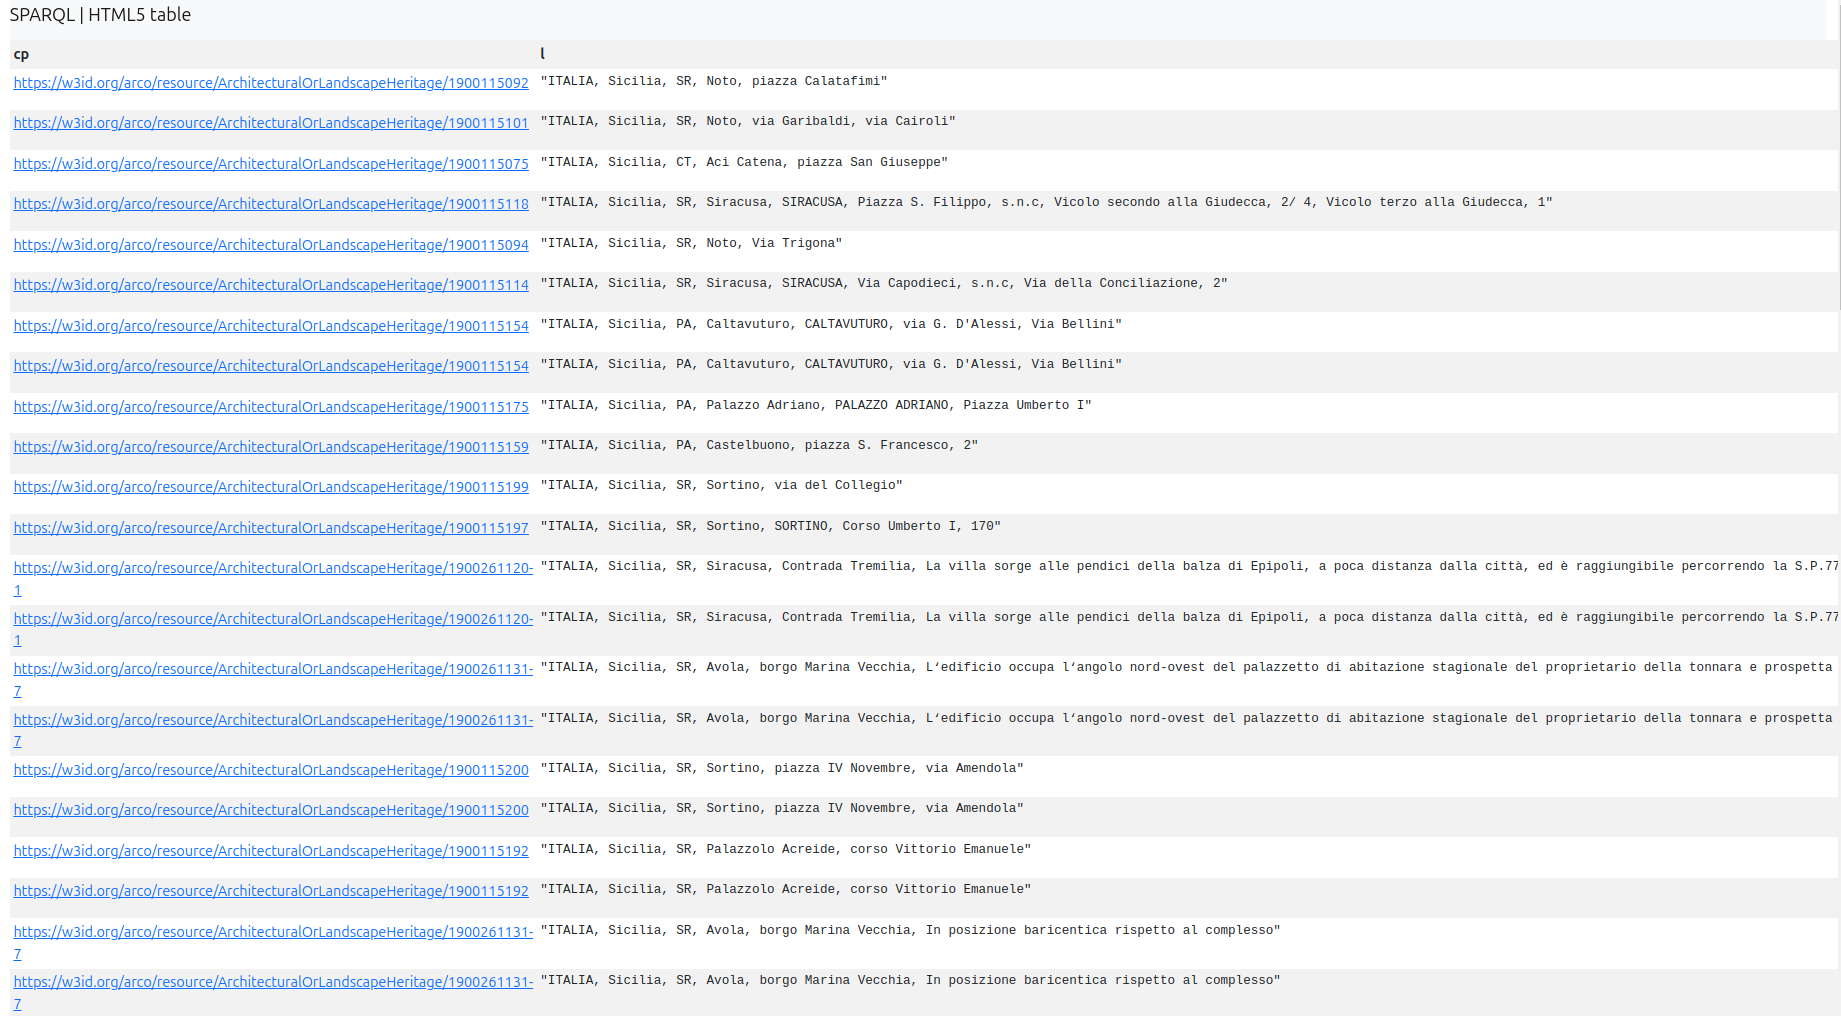 SPARQL | HTML5 table
cp l
https://w3id.org/arco/resource/ArchitecturalOrLandscapeHeritage/1900115092 "ITALIA, Sicilia, SR, Noto, piazza Calatafimi"
https://w3id.org/arco/resource/ArchitecturalOrLandscapeHeritage/1900115101 "ITALIA, Sicilia, SR, Noto, via Garibaldi, via Cairoli"
https://w3id.org/arco/resource/ArchitecturalOrLandscapeHeritage/1900115075 "ITALIA, Sicilia, CT, Aci Catena, piazza San Giuseppe"
https://w3id.org/arco/resource/ArchitecturalOrLandscapeHeritage/1900115118 "ITALIA, Sicilia, SR, Siracusa, SIRACUSA, Piazza S. Filippo, s.n.c, Vicolo secondo alla Giudecca, 2/ 4, Vicolo terzo alla Giudecca, 1"
https://w3id.org/arco/resource/ArchitecturalOrLandscapeHeritage/1900115094 "ITALIA, Sicilia, SR, Noto, Via Trigona"
https://w3id.org/arco/resource/ArchitecturalOrLandscapeHeritage/1900115114 "ITALIA, Sicilia, SR, Siracusa, SIRACUSA, Via Capodieci, s.n.c, Via della Conciliazione, 2"
https://w3id.org/arco/resource/ArchitecturalOrLandscapeHeritage/1900115154 "ITALIA, Sicilia, PA, Caltavuturo, CALTAVUTURO, via G. D'Alessi, Via Bellini"
https://w3id.org/arco/resource/ArchitecturalOrLandscapeHeritage/1900115154 "ITALIA, Sicilia, PA, Caltavuturo, CALTAVUTURO, via G. D'Alessi, Via Bellini"
https://w3id.org/arco/resource/ArchitecturalOrLandscapeHeritage/1900115175 "ITALIA, Sicilia, PA, Palazzo Adriano, PALAZZO ADRIANO, Piazza Umberto I"
https://w3id.org/arco/resource/ArchitecturalOrLandscapeHeritage/1900115159 "ITALIA, Sicilia, PA, Castelbuono, piazza S. Francesco, 2"
https://w3id.org/arco/resource/ArchitecturalOrLandscapeHeritage/1900115199 "ITALIA, Sicilia, SR, Sortino, via del Collegio"
https://w3id.org/arco/resource/ArchitecturalOrLandscapeHeritage/1900115197 "ITALIA, Sicilia, SR, Sortino, SORTINO, Corso Umberto I, 170"
https://w3id.org/arco/resource/ArchitecturalOrLandscapeHeritage/1900261120- "ITALIA, Sicilia, SR, Siracusa, Contrada Tremilia, La villa sorge alle pendici della balza di Epipoli, a poca distanza dalla città, ed è raggiungibile percorrendo la S.P.77
1
https://w3id.org/arco/resource/ArchitecturalOrLandscapeHeritage/1900261120- "ITALIA, Sicilia, SR, Siracusa, Contrada Tremilia, La villa sorge alle pendici della balza di Epipoli, a poca distanza dalla città, ed è raggiungibile percorrendo la S.P.77
1
https://w3id.org/arco/resource/ArchitecturalOrLandscapeHeritage/1900261131- "ITALIA, Sicilia, SR, Avola, borgo Marina Vecchia, L‘edificio occupa l‘angolo nord-ovest del palazzetto di abitazione stagionale del proprietario della tonnara e prospetta
7
https://w3id.org/arco/resource/ArchitecturalOrLandscapeHeritage/1900261131- "ITALIA, Sicilia, SR, Avola, borgo Marina Vecchia, L‘edificio occupa l‘angolo nord-ovest del palazzetto di abitazione stagionale del proprietario della tonnara e prospetta
7
https://w3id.org/arco/resource/ArchitecturalOrLandscapeHeritage/1900115200 "ITALIA, Sicilia, SR, Sortino, piazza IV Novembre, via Amendola"
https://w3id.org/arco/resource/ArchitecturalOrLandscapeHeritage/1900115200 "ITALIA, Sicilia, SR, Sortino, piazza IV Novembre, via Amendola"
https://w3id.org/arco/resource/ArchitecturalOrLandscapeHeritage/1900115192 "ITALIA, Sicilia, SR, Palazzolo Acreide, corso Vittorio Emanuele"
https://w3id.org/arco/resource/ArchitecturalOrLandscapeHeritage/1900115192 "ITALIA, Sicilia, SR, Palazzolo Acreide, corso Vittorio Emanuele"
https://w3id.org/arco/resource/ArchitecturalOrLandscapeHeritage/1900261131- "ITALIA, Sicilia, SR, Avola, borgo Marina Vecchia, In posizione baricentica rispetto al complesso"
7
https://w3id.org/arco/resource/ArchitecturalOrLandscapeHeritage/1900261131- "ITALIA, Sicilia, SR, Avola, borgo Marina Vecchia, In posizione baricentica rispetto al complesso"
7